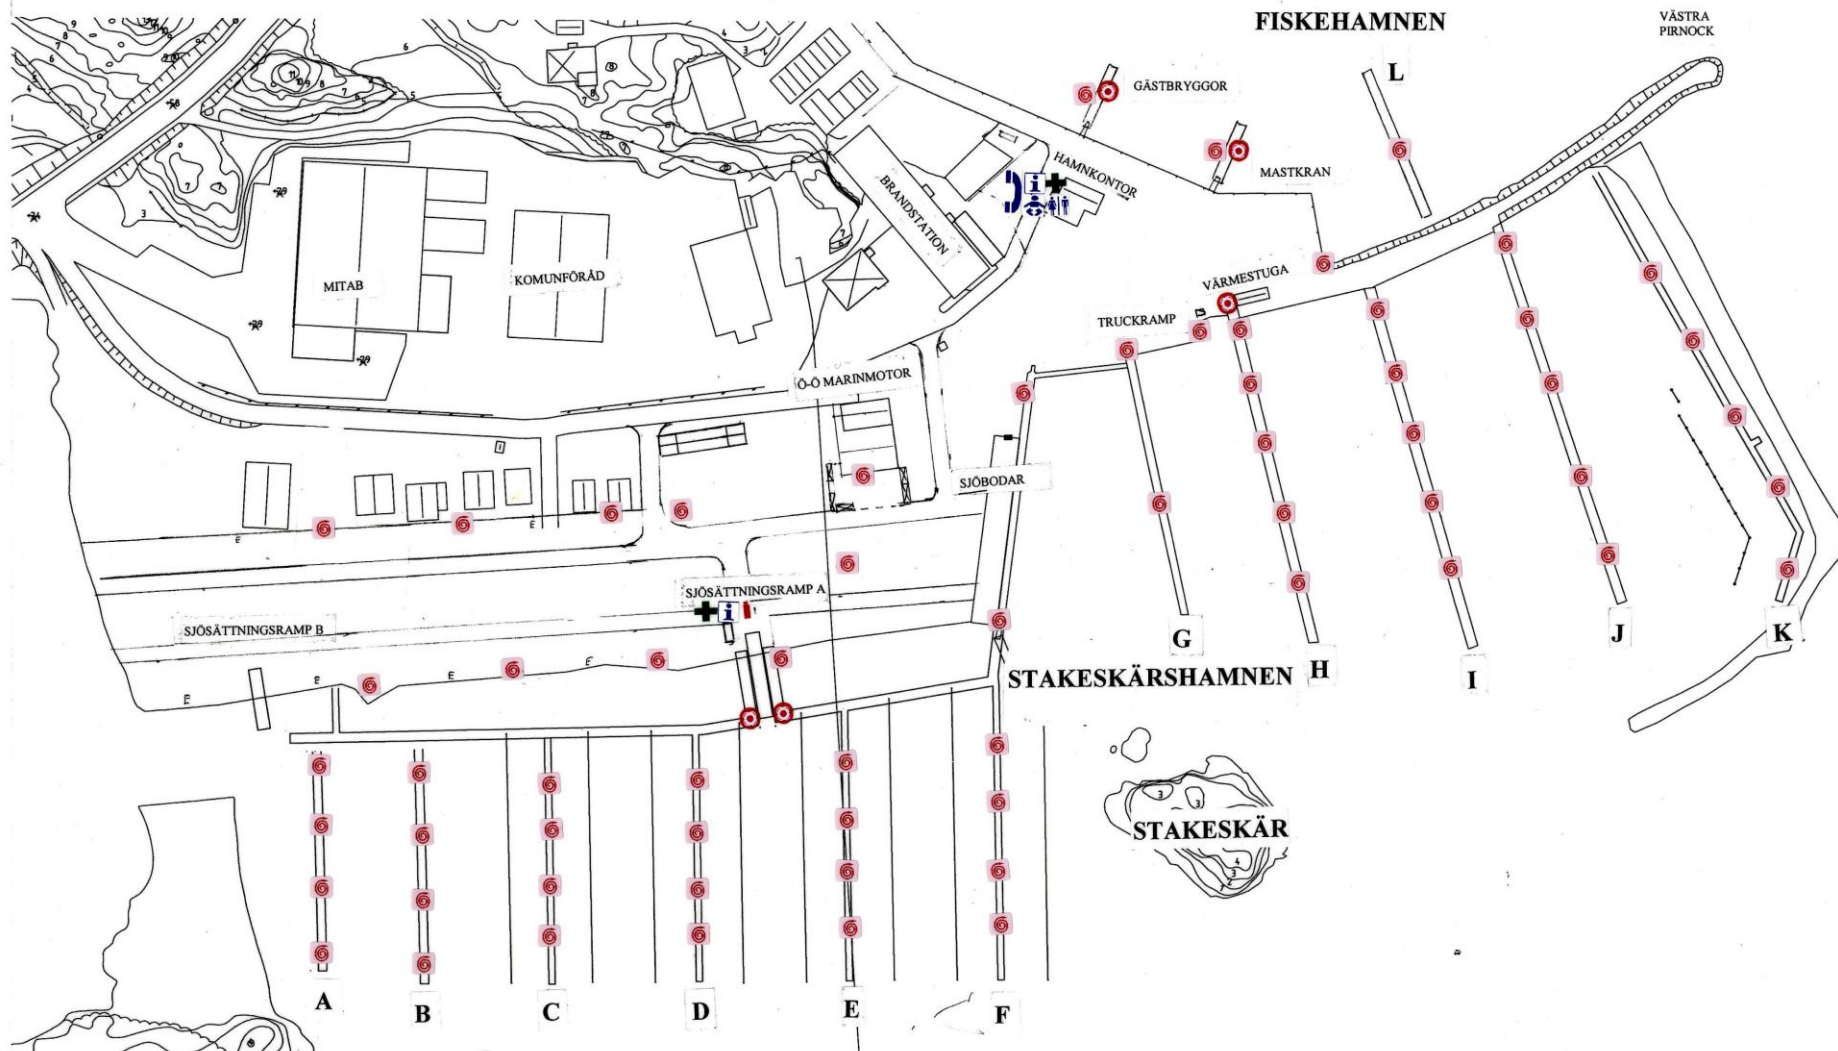 FISKEHAMNEN
VÄSTRA
PIRNOCK
L
GÄSTBRYGGOR
MASTKRAN
HAMNKONTOR
BRANDSTATION
MITAB
KOMUNFÖRÅD
VÄRMESTUGA
TRUCKRAMP
Ö-Ö MARINMOTOR
SJÖBODAR
SJÖSÄTTNINGSRAMP A
SJÖSÄTTNINGSRAMP B
G
H
I
J
K
STAKESKÄRSHAMNEN
STAKESKÄR
A
B
C
D
E
F